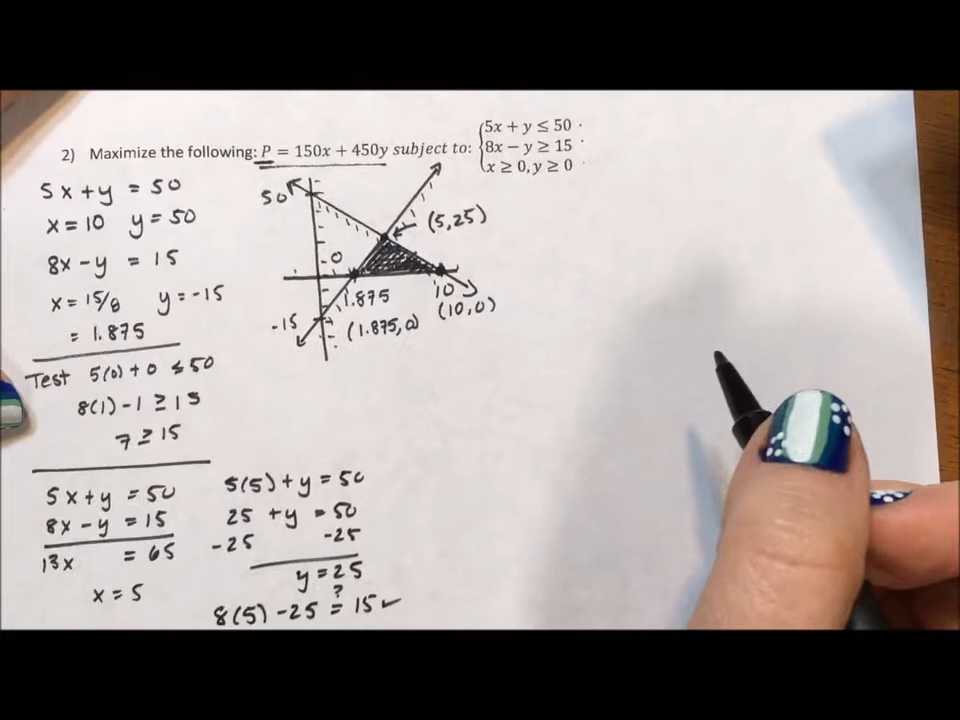 2) Maximize the following: P = 150x + 450y subject to: {5x + y ≤ 50
8x − y ≥ 15
x ≥ 0, y ≥ 0
5x + y = 50
x = 10 y = 50
8x - y = 15
x = 15/8 y = -15
= 1.875
Test 5(0) + 0 ≤ 50
8(1) - 1 ≥ 15
7 ≥ 15
5x + y = 50
8x - y = 15
13x = 65
x = 5
5(5) + y = 50
25 + y = 50
-25 -25
y = 25
?
8(5) - 25 = 15 ✓
50
(5,25)
0
1.875
10
(10,0)
-15
(1.875,0)